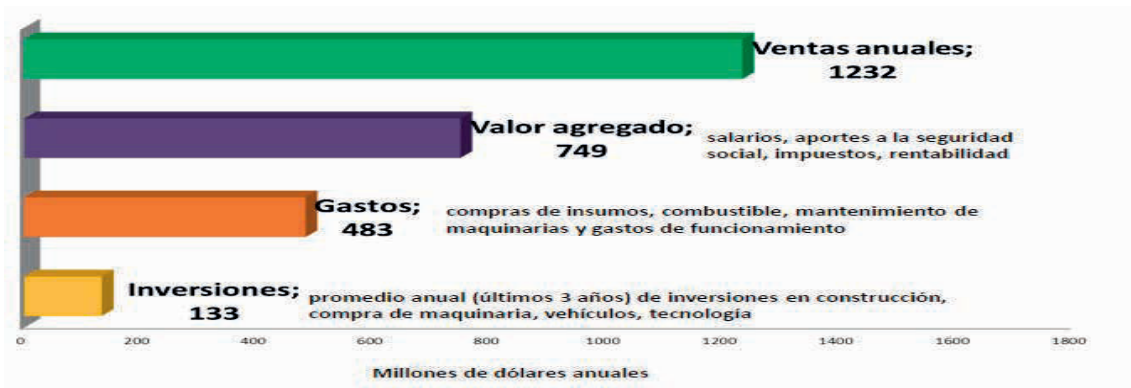 Ventas anuales;
1232
Valor agregado;
749
salarios, aportes a la seguridad
social, impuestos, rentabilidad
Gastos;
483
compras de insumos, combustible, mantenimiento de
maquinarias y gastos de funcionamiento
Inversiones;
133
promedio anual (últimos 3 años) de inversiones en construcción,
compra de maquinaria, vehículos, tecnología
0 200 400 600 800 1000 1200 1400 1600 1800
Millones de dólares anuales